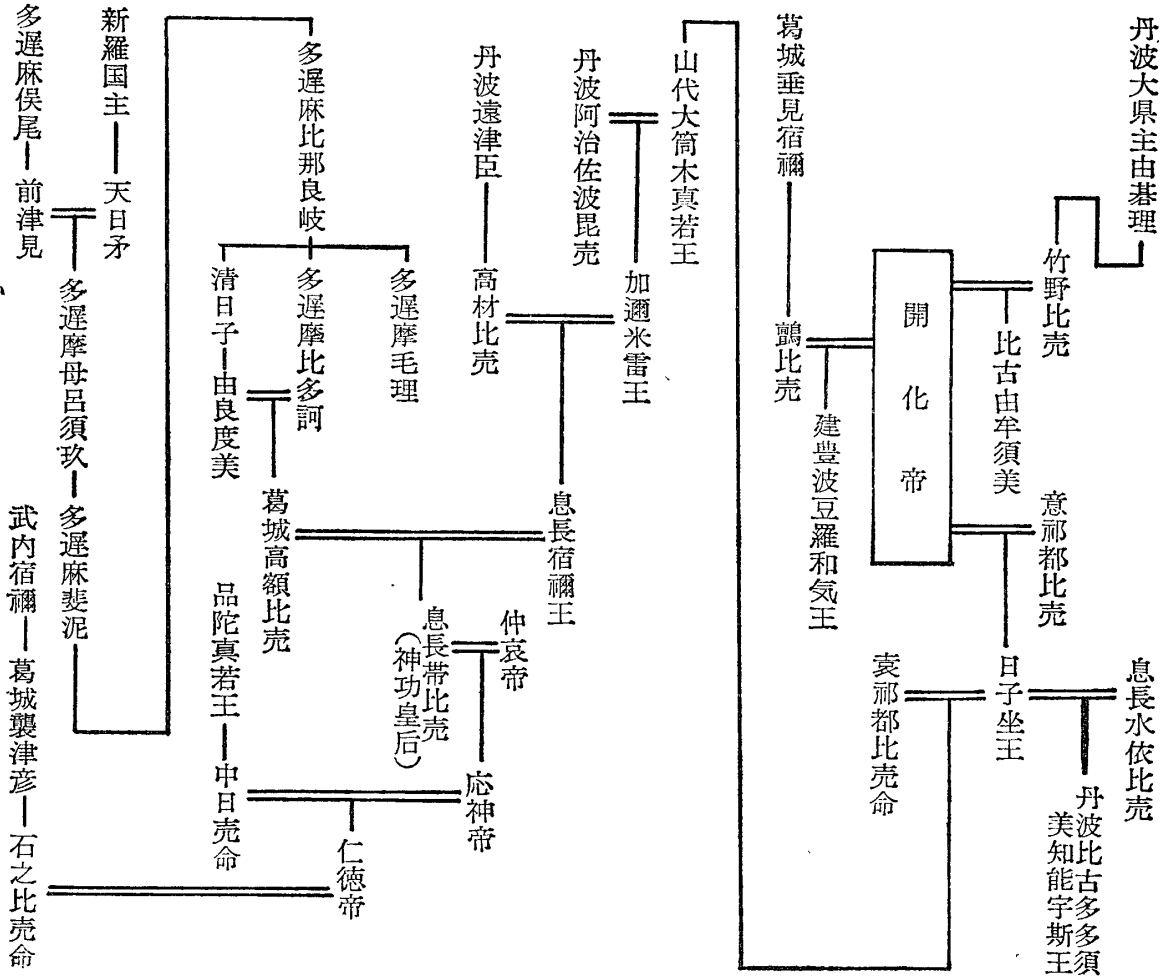 丹波大県主由碁理
竹野比売
比古由牟須美
開化帝
意祁都比売
息長水依比売
日子坐王
丹波比古多多須
美知能宇斯王
袁祁都比売命
葛城垂見宿禰
鸇比売
建豊波豆羅和気王
山代大筒木真若王
丹波阿治佐波毘売
加邇米雷王
丹波遠津臣
高材比売
息長宿禰王
多遅麻比那良岐
多遅摩毛理
多遅摩比多訶
清日子
由良度美
葛城高額比売
仲哀帝
息長帯比売
(神功皇后)
応神帝
品陀真若王
中日売命
仁徳帝
新羅国主
天日矛
多遅麻俣尾
前津見
多遅摩母呂須玖
多遅麻斐泥
武内宿禰
葛城襲津彦
石之比売命